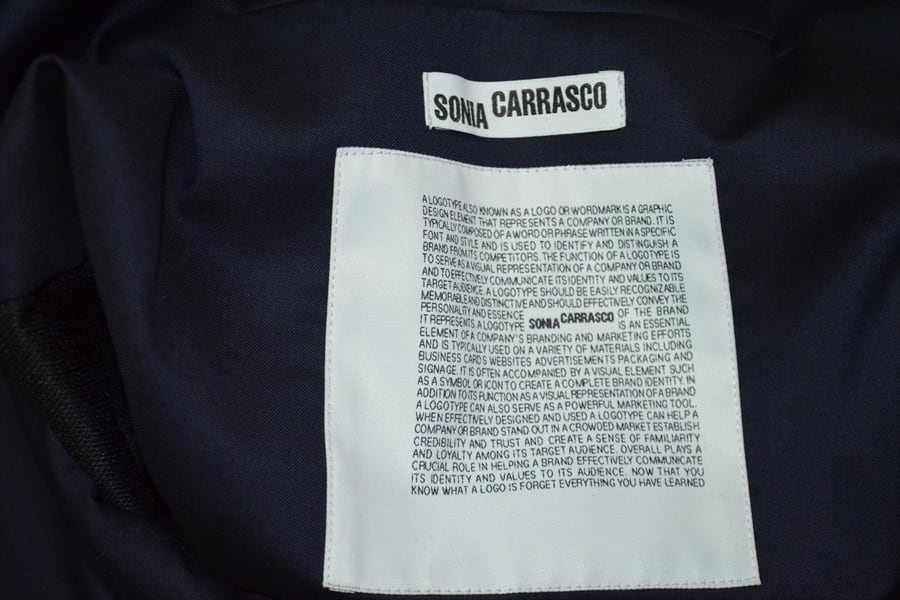 SONIA CARRASCO
A LOGOTYPE ALSO KNOWN AS A LOGO OR WORDMARK IS A GRAPHIC
DESIGN ELEMENT THAT REPRESENTS A COMPANY OR BRAND. IT IS
TYPICALLY COMPOSED OF A WORD OR PHRASE WRITTEN IN A SPECIFIC
FONT AND STYLE AND IS USED TO IDENTIFY AND DISTINGUISH A
BRAND FROM ITS COMPETITORS. THE FUNCTION OF A LOGOTYPE IS
TO SERVE AS A VISUAL REPRESENTATION OF A COMPANY OR BRAND
AND TO EFFECTIVELY COMMUNICATE ITS IDENTITY AND VALUES TO ITS
TARGET AUDIENCE. A LOGOTYPE SHOULD BE EASILY RECOGNIZABLE
MEMORABLE AND DISTINCTIVE AND SHOULD EFFECTIVELY CONVEY THE
PERSONALITY AND ESSENCE OF THE BRAND
IT REPRESENTS. A LOGOTYPE SONIA CARRASCO IS AN ESSENTIAL
ELEMENT OF A COMPANY'S BRANDING AND MARKETING EFFORTS
AND IS TYPICALLY USED ON A VARIETY OF MATERIALS INCLUDING
BUSINESS CARDS WEBSITES ADVERTISEMENTS PACKAGING AND
SIGNAGE. IT IS OFTEN ACCOMPANIED BY A VISUAL ELEMENT SUCH
AS A SYMBOL OR ICON TO CREATE A COMPLETE BRAND IDENTITY. IN
ADDITION TO ITS FUNCTION AS A VISUAL REPRESENTATION OF A BRAND
A LOGOTYPE CAN ALSO SERVE AS A POWERFUL MARKETING TOOL.
WHEN EFFECTIVELY DESIGNED AND USED A LOGOTYPE CAN HELP A
COMPANY OR BRAND STAND OUT IN A CROWDED MARKET ESTABLISH
CREDIBILITY AND TRUST AND CREATE A SENSE OF FAMILIARITY
AND LOYALTY AMONG ITS TARGET AUDIENCE. OVERALL PLAYS A
CRUCIAL ROLE IN HELPING A BRAND EFFECTIVELY COMMUNICATE
ITS IDENTITY AND VALUES TO ITS AUDIENCE. NOW THAT YOU
KNOW WHAT A LOGO IS FORGET EVERYTHING YOU HAVE LEARNED